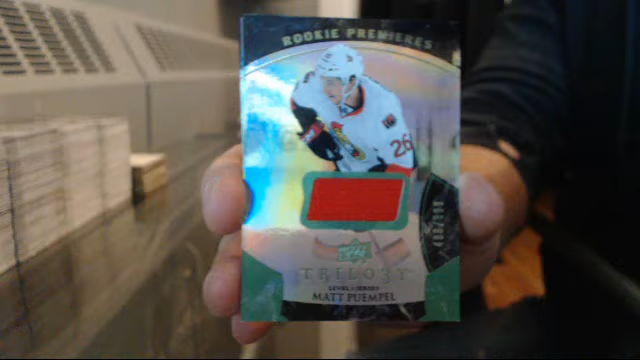 ROOKIE PREMIERES
26
TRILOGY
LEVEL 1 JERSEY
MATT PUEMPEL